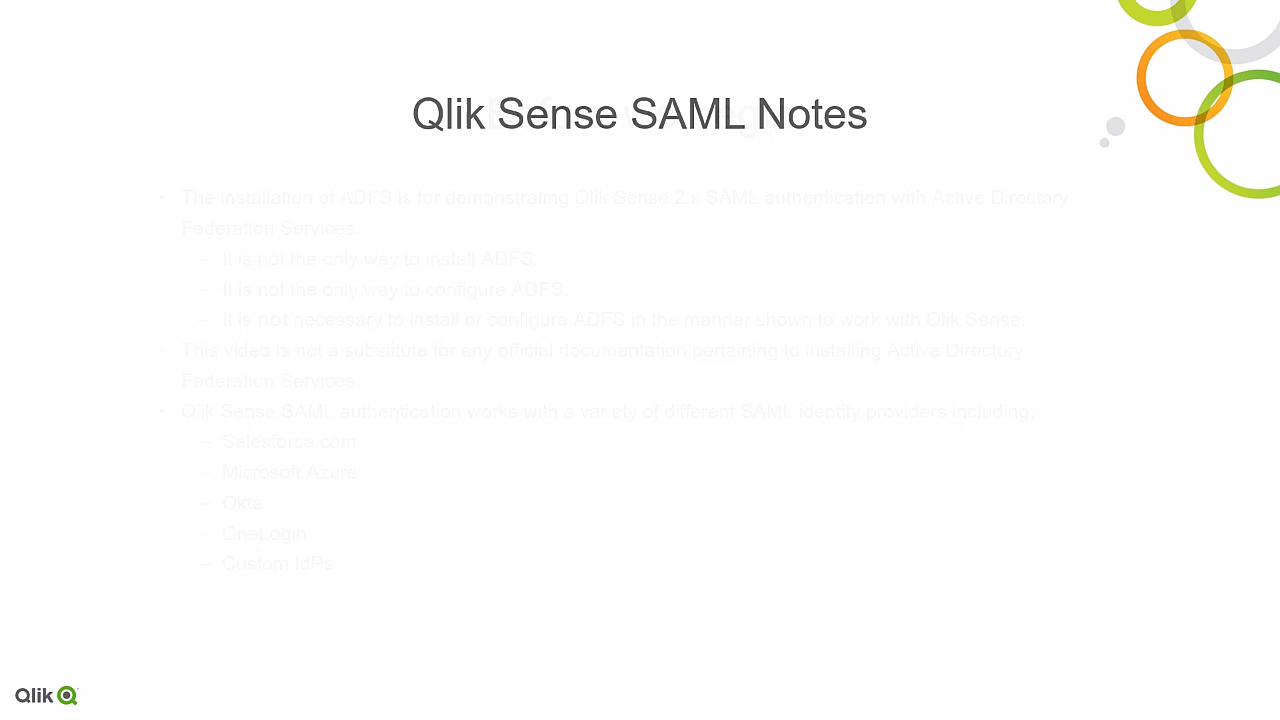 Qlik Sense SAML Notes
• The installation of ADFS is for demonstrating Qlik Sense 2.x SAML authentication with Active Directory
Federation Services.
– It is not the only way to install ADFS.
– It is not the only way to configure ADFS.
– It is not necessary to install or configure ADFS in the manner shown to work with Qlik Sense.
• This video is not a substitute for any official documentation pertaining to installing Active Directory
Federation Services.
• Qlik Sense SAML authentication works with a variety of different SAML identity providers including:
– Salesforce.com
– Microsoft Azure
– Okta
– OneLogin
– Custom IdPs
Qlik